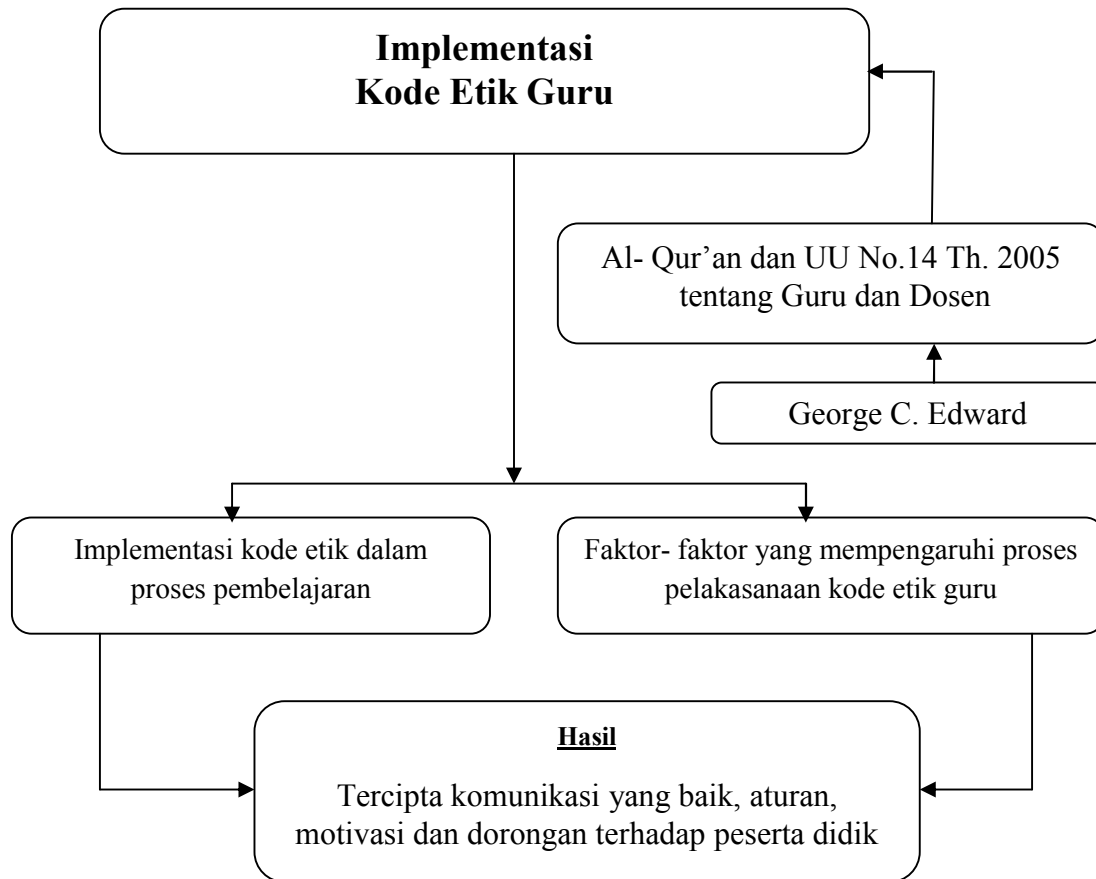 Implementasi
Kode Etik Guru
Al- Qur’an dan UU No.14 Th. 2005
tentang Guru dan Dosen
George C. Edward
Implementasi kode etik dalam
proses pembelajaran
Faktor- faktor yang mempengaruhi proses
pelakasanaan kode etik guru
Hasil
Tercipta komunikasi yang baik, aturan,
motivasi dan dorongan terhadap peserta didik